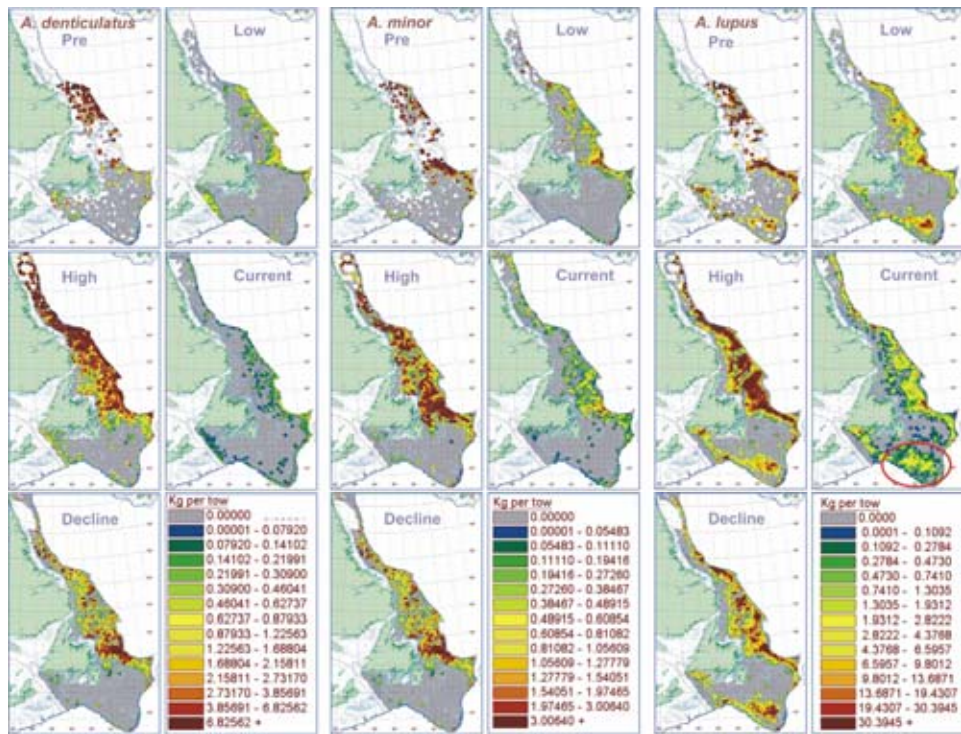 A. denticulatus
Pre
Low
A. minor
Pre
Low
A. lupus
Pre
Low
High
Current
High
Current
High
Current
Decline
Kg per tow
0.00000
0.00001 - 0.07920
0.07920 - 0.14102
0.14102 - 0.21991
0.21991 - 0.30900
0.30900 - 0.46041
0.46041 - 0.62737
0.62737 - 0.87933
0.87933 - 1.22563
1.22563 - 1.68804
1.68804 - 2.15811
2.15811 - 2.73170
2.73170 - 3.85691
3.85691 - 6.82562
6.82562 +
Decline
Kg per tow
0.00000
0.00001 - 0.05483
0.05483 - 0.11110
0.11110 - 0.19416
0.19416 - 0.27260
0.27260 - 0.38467
0.38467 - 0.48915
0.48915 - 0.60854
0.60854 - 0.81082
0.81082 - 1.05609
1.05609 - 1.27779
1.27779 - 1.54051
1.54051 - 1.97465
1.97465 - 3.00640
3.00640 +
Decline
Kg per tow
0.0000
0.0001 - 0.1092
0.1092 - 0.2784
0.2784 - 0.4730
0.4730 - 0.7410
0.7410 - 1.3035
1.3035 - 1.9312
1.9312 - 2.8222
2.8222 - 4.3768
4.3768 - 6.5957
6.5957 - 9.8012
9.8012 - 13.6871
13.6871 - 19.4307
19.4307 - 30.3945
30.3945 +